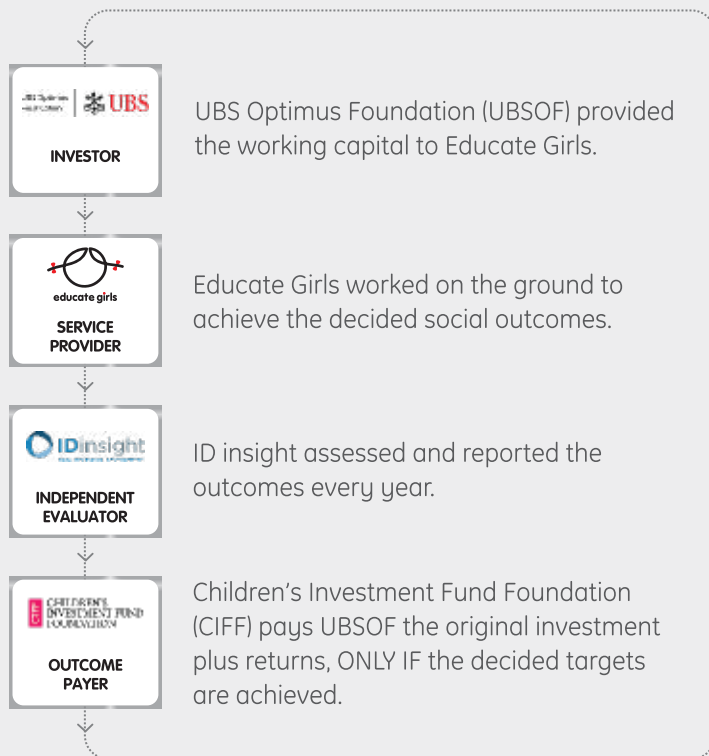 UBS
INVESTOR
UBS Optimus Foundation (UBSOF) provided
the working capital to Educate Girls.
educate girls
SERVICE
PROVIDER
Educate Girls worked on the ground to
achieve the decided social outcomes.
IDinsight
INDEPENDENT
EVALUATOR
ID insight assessed and reported the
outcomes every year.
CIFF
CHILDREN'S
INVESTMENT FUND
FOUNDATION
OUTCOME
PAYER
Children’s Investment Fund Foundation
(CIFF) pays UBSOF the original investment
plus returns, ONLY IF the decided targets
are achieved.